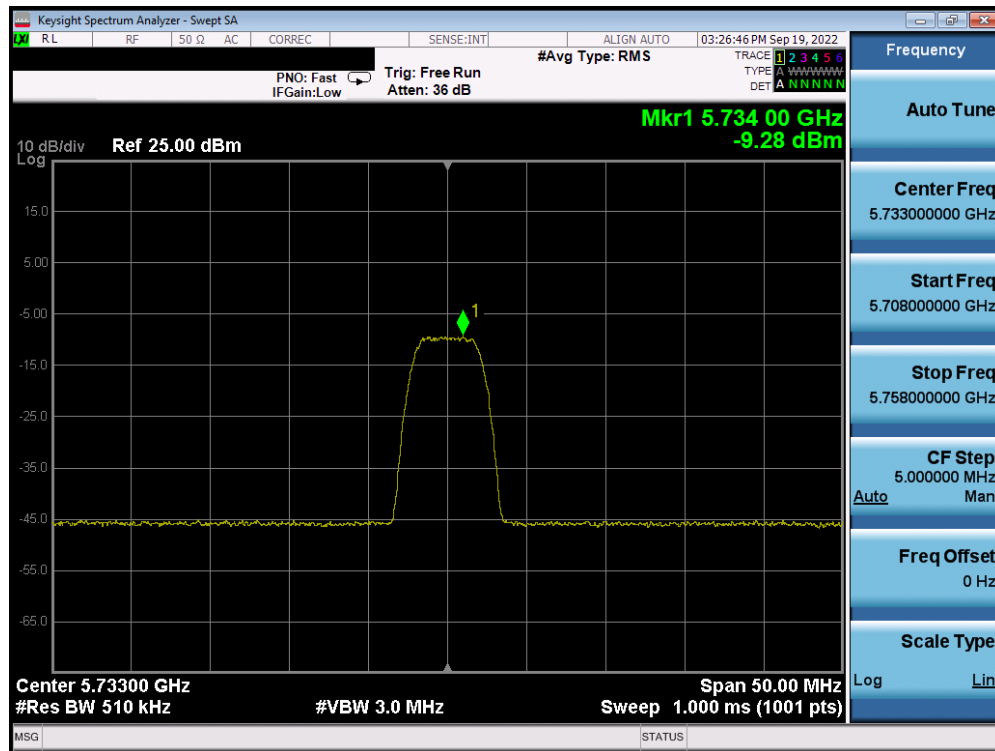 Keysight Spectrum Analyzer - Swept SA
LXI RL RF 50 Ω AC CORREC SENSE:INT ALIGN AUTO 03:26:46 PM Sep 19, 2022
Frequency
PNO: Fast
IFGain:Low
Trig: Free Run
Atten: 36 dB
#Avg Type: RMS
TRACE 1 2 3 4 5 6
TYPE A WWWWW
DET A N N N N N
Auto Tune
Mkr1 5.734 00 GHz
-9.28 dBm
10 dB/div Ref 25.00 dBm
Log
15.0
5.00
-5.00
-15.0
-25.0
-35.0
-45.0
-55.0
-65.0
1
Center Freq
5.733000000 GHz
Start Freq
5.708000000 GHz
Stop Freq
5.758000000 GHz
CF Step
5.000000 MHz
Auto Man
Freq Offset
0 Hz
Scale Type
Log Lin
Center 5.73300 GHz Span 50.00 MHz
#Res BW 510 kHz #VBW 3.0 MHz Sweep 1.000 ms (1001 pts)
MSG STATUS